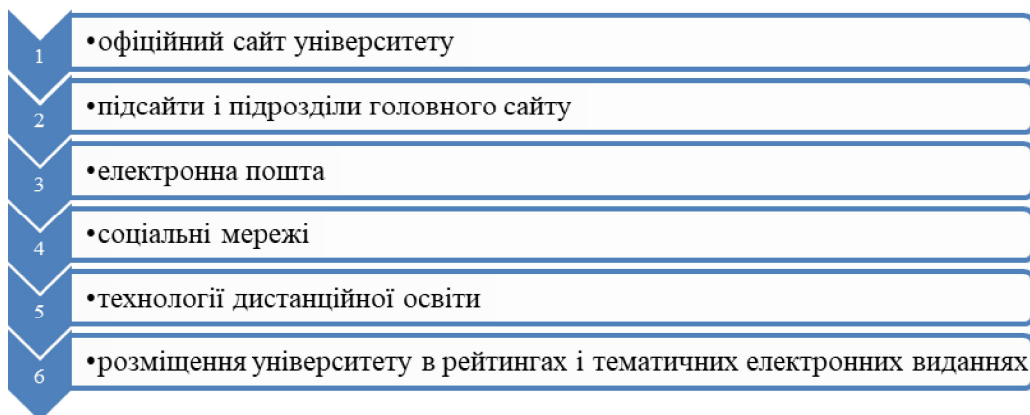 1 •офіційний сайт університету
2 •підсайти і підрозділи головного сайту
3 •електронна пошта
4 •соціальні мережі
5 •технології дистанційної освіти
6 •розміщення університету в рейтингах і тематичних електронних виданнях